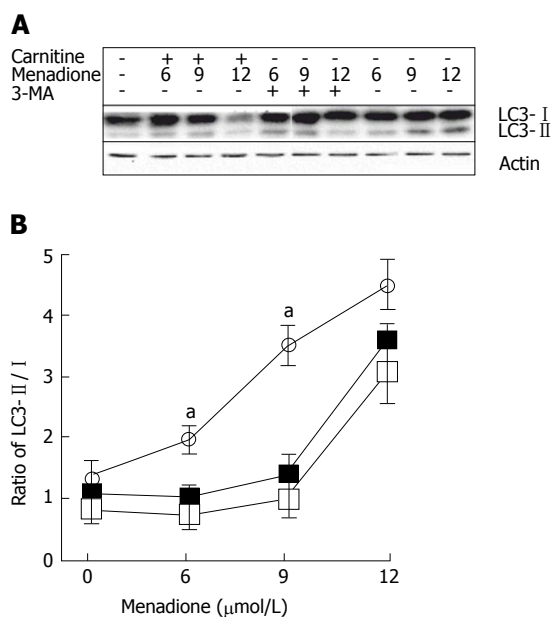 A
Carnitine - + + + - - - - - -
Menadione - 6 9 12 6 9 12 6 9 12
3-MA - - - - + + + - - -
LC3- Ⅰ
LC3- Ⅱ
Actin
B
5
4
3
2
1
0
Ratio of LC3-Ⅱ/Ⅰ
a
a
0 6 9 12
Menadione (μmol/L)